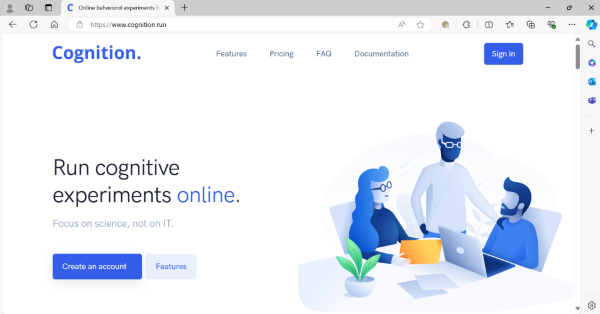 Online behavioral experiments f
https://www.cognition.run
Cognition.
Features Pricing FAQ Documentation Sign in
Run cognitive
experiments online.
Focus on science, not on IT.
Create an account Features